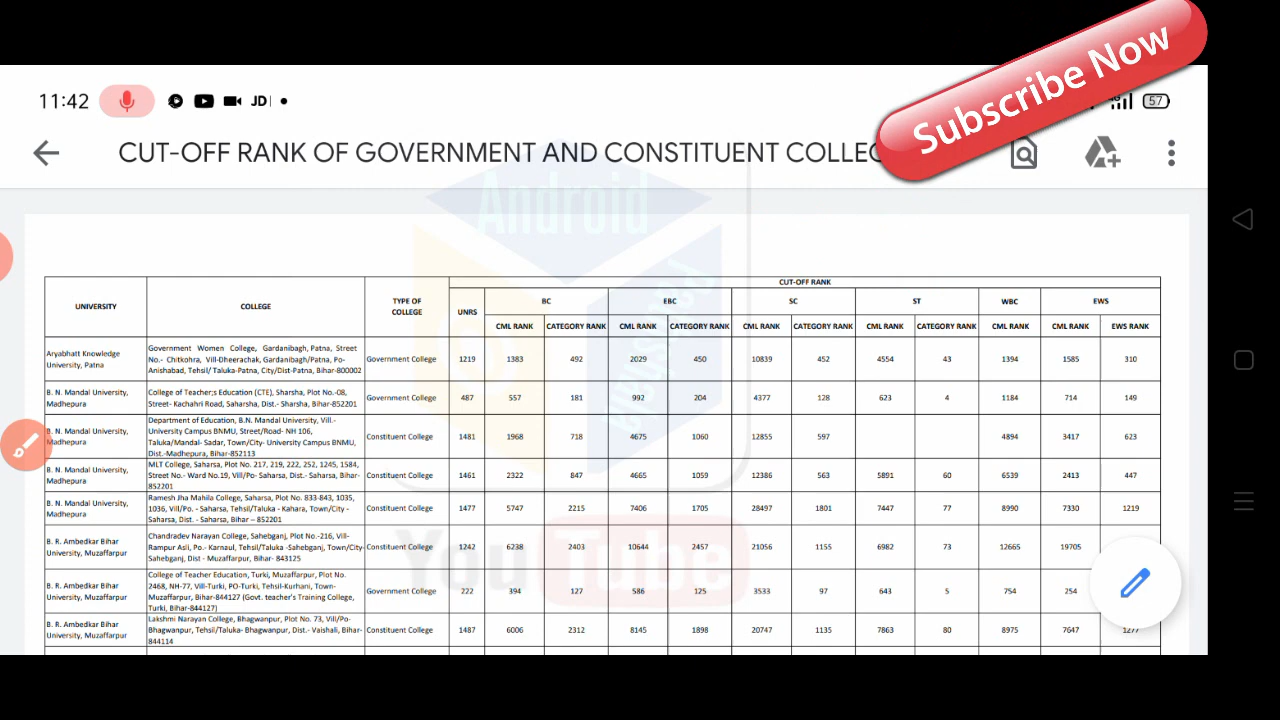 Subscribe Now
11:42
JD
57
CUT-OFF RANK OF GOVERNMENT AND CONSTITUENT COLLEG
Android
YouTube
UNIVERSITY COLLEGE TYPE OF COLLEGE CUT-OFF RANK
UNRS BC EBC SC ST WBC EWS
CML RANK CATEGORY RANK CML RANK CATEGORY RANK CML RANK CATEGORY RANK CML RANK CATEGORY RANK CML RANK CML RANK EWS RANK
Aryabhatt Knowledge
University, Patna
Government Women College, Gardanibagh, Patna, Street
No.- Chitkohra, Vill-Dheerachak, Gardanibagh/Patna, Po-
Anishabad, Tehsil/ Taluka-Patna, City/Dist-Patna, Bihar-800002
Government College 1219 1383 492 2029 450 10839 452 4554 43 1394 1585 310
B. N. Mandal University,
Madhepura
College of Teacher;s Education (CTE), Sharsha, Plot No.-08,
Street- Kachahri Road, Saharsha, Dist.- Sharsha, Bihar-852201
Government College 487 557 181 992 204 4377 128 623 4 1184 714 149
B. N. Mandal University,
Madhepura
Department of Education, B.N. Mandal University, Vill.-
University Campus BNMU, Street/Road- NH 106,
Taluka/Mandal- Sadar, Town/City- University Campus BNMU,
Dist.-Madhepura, Bihar-852113
Constituent College 1481 1968 718 4675 1060 12855 597 4894 3417 623
B. N. Mandal University,
Madhepura
MLT College, Saharsa, Plot No. 217, 219, 222, 252, 1245, 1584,
Street No.- Ward No.19, Vill/Po- Saharsa, Dist.- Saharsa, Bihar-
852201
Constituent College 1461 2322 847 4665 1059 12386 563 5891 60 6539 2413 447
B. N. Mandal University,
Madhepura
Ramesh Jha Mahila College, Saharsa, Plot No. 833-843, 1035,
1036, Vill/Po. - Saharsa, Tehsil/Taluka - Kahara, Town/City -
Saharsa, Dist. - Saharsa, Bihar – 852201
Constituent College 1477 5747 2215 7406 1705 28497 1801 7447 77 8990 7330 1219
B. R. Ambedkar Bihar
University, Muzaffarpur
Chandradev Narayan College, Sahebganj, Plot No.-216, Vill-
Rampur Asli, Po.- Karnaul, Tehsil/Taluka -Sahebganj, Town/City-
Sahebganj, Dist - Muzaffarpur, Bihar- 843125
Constituent College 1242 6238 2403 10644 2457 21056 1155 6982 73 12665 19705
B. R. Ambedkar Bihar
University, Muzaffarpur
College of Teacher Education, Turki, Muzaffarpur, Plot No.
2468, NH-77, Vill-Turki, PO-Turki, Tehsil-Kurhani, Town-
Muzaffarpur, Bihar-844127 (Govt. teacher's Training College,
Turki, Bihar-844127)
Government College 222 394 127 586 125 3533 97 643 5 754 254
B. R. Ambedkar Bihar
University, Muzaffarpur
Lakshmi Narayan College, Bhagwanpur, Plot No. 73, Vill/Po-
Bhagwanpur, Tehsil/Taluka- Bhagwanpur, Dist.- Vaishali, Bihar-
844114
Constituent College 1487 6006 2312 8145 1898 20747 1135 7863 80 8975 7647 1277